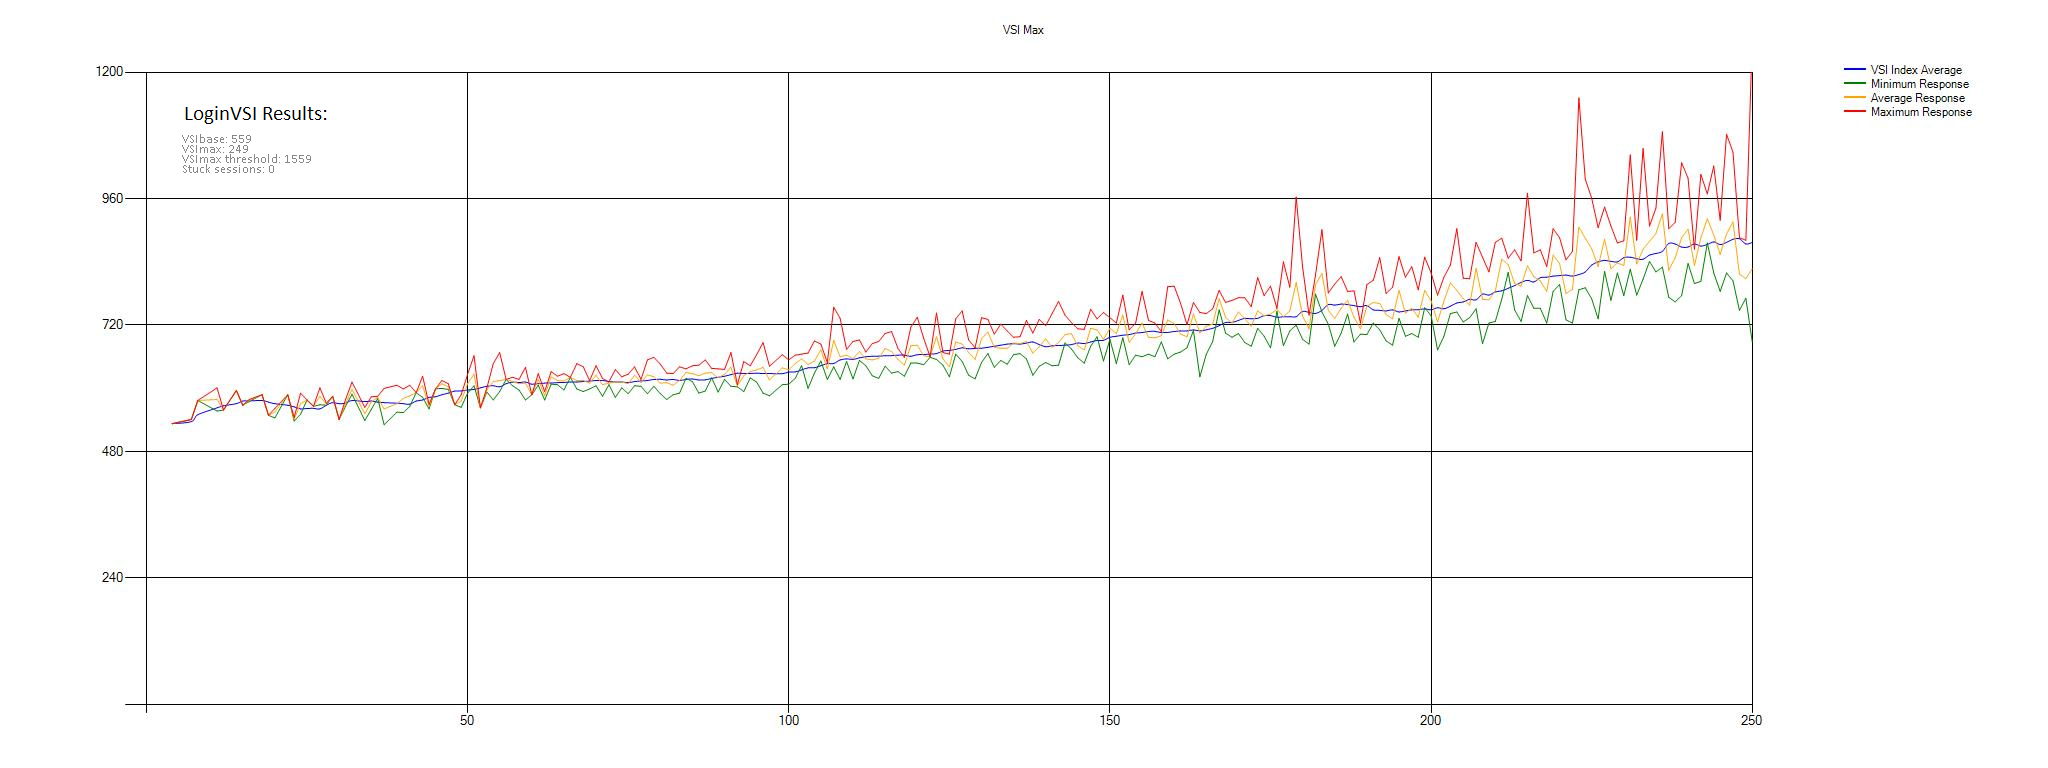 VSI Max
1200
960
720
480
240
LoginVSI Results:
VSIbase: 559
VSImax: 249
VSImax threshold: 1559
Stuck sessions: 0
VSI Index Average
Minimum Response
Average Response
Maximum Response
50
100
150
200
250